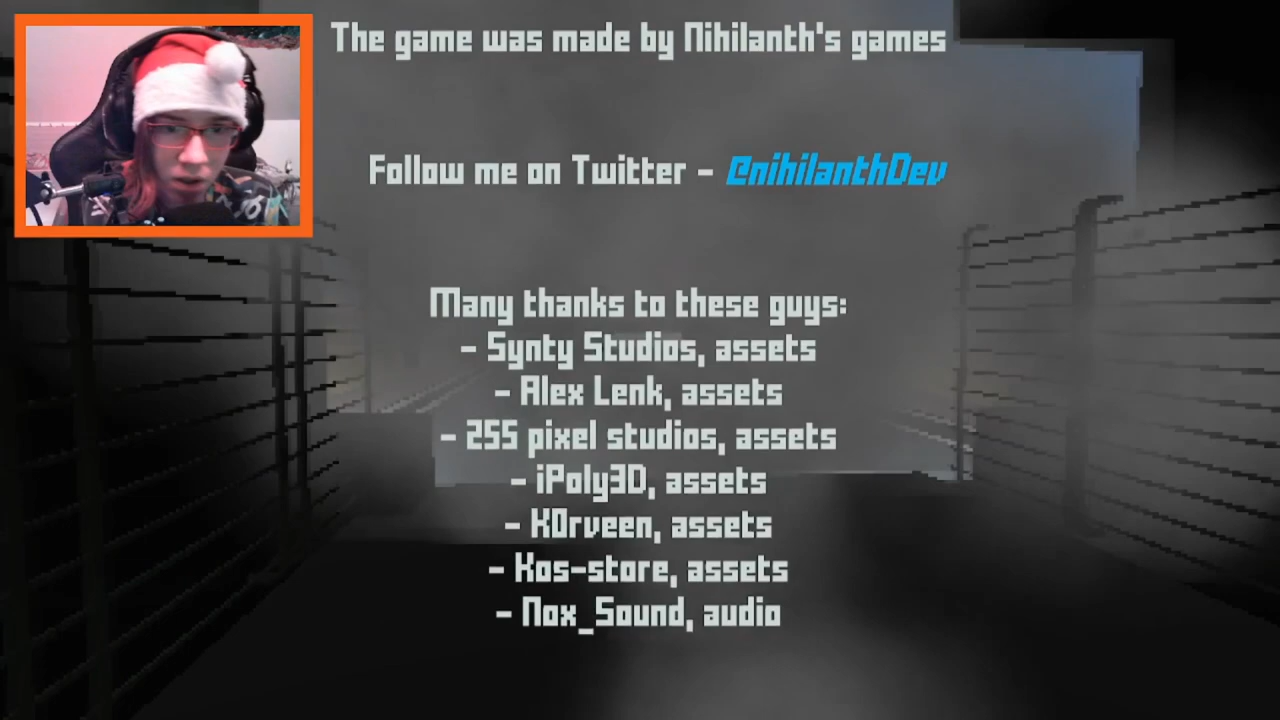 The game was made by Nihilanth's games
Follow me on Twitter - @nihilanthDev
Many thanks to these guys:
- Synty Studios, assets
- Alex Lenk, assets
- 255 pixel studios, assets
- iPoly3D, assets
- K0rveen, assets
- Kos-store, assets
- Nox_Sound, audio